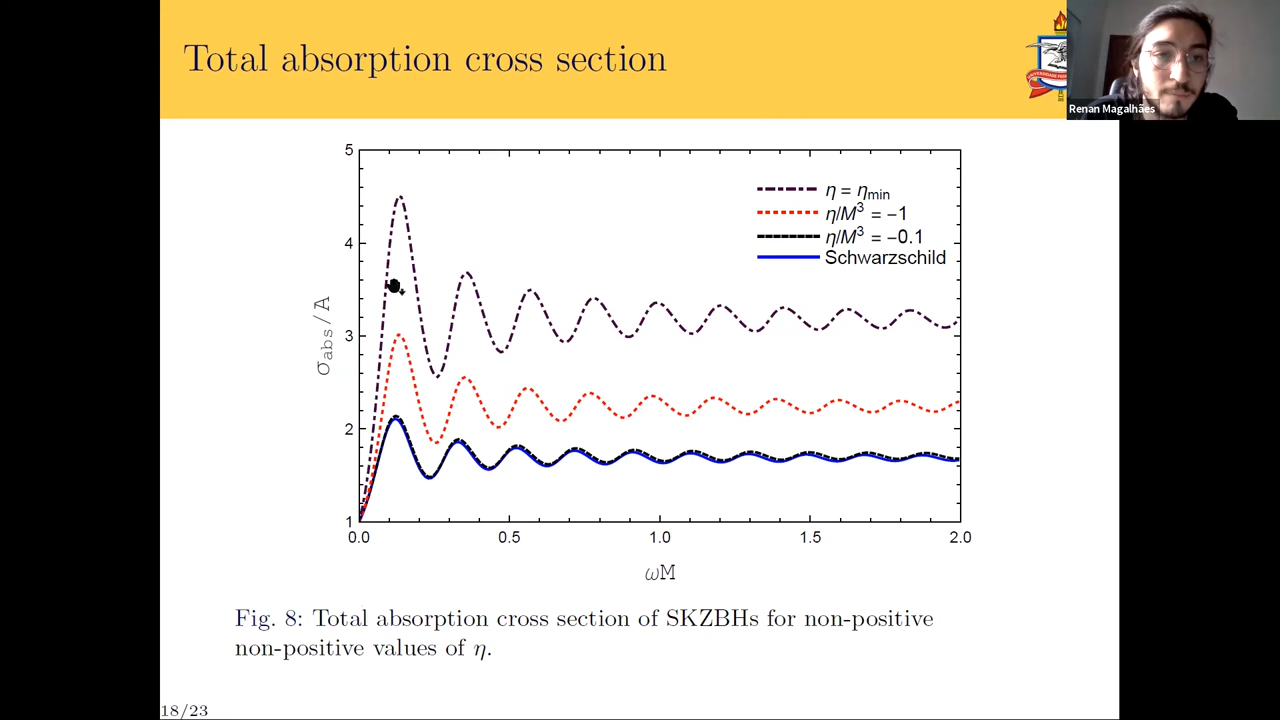 Total absorption cross section
Renan Magalhães
5
4
3
2
1
σabs/A
η = ηmin
η/M³ = −1
η/M³ = −0.1
Schwarzschild
0.0 0.5 1.0 1.5 2.0
ωM
Fig. 8: Total absorption cross section of SKZBHs for non-positive
non-positive values of η.
18/23